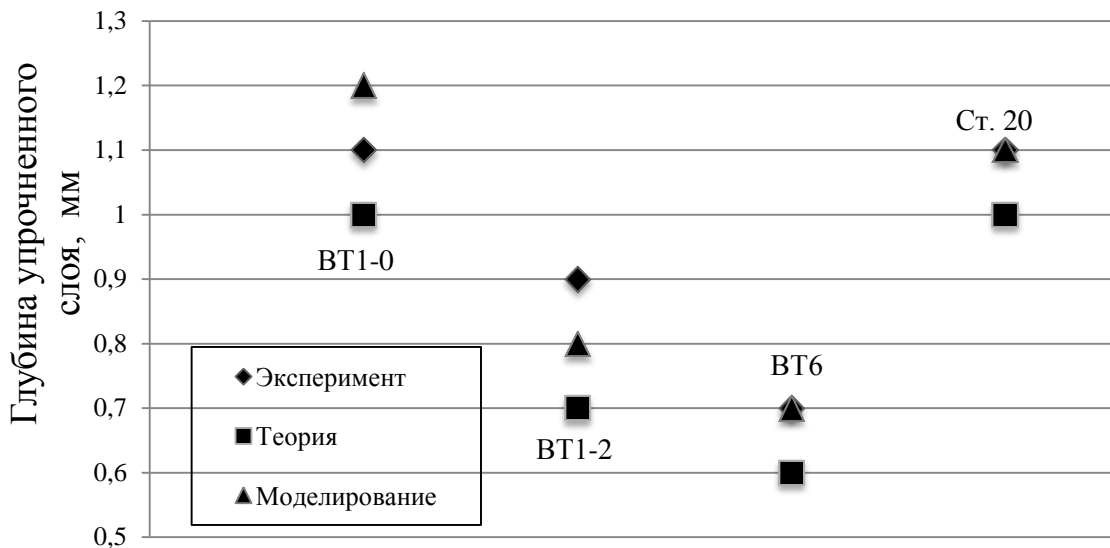 Глубина упрочненного
слоя, мм
1,3
1,2
1,1
1
0,9
0,8
0,7
0,6
0,5
ВТ1-0
ВТ1-2
ВТ6
Ст. 20
Эксперимент
Теория
Моделирование